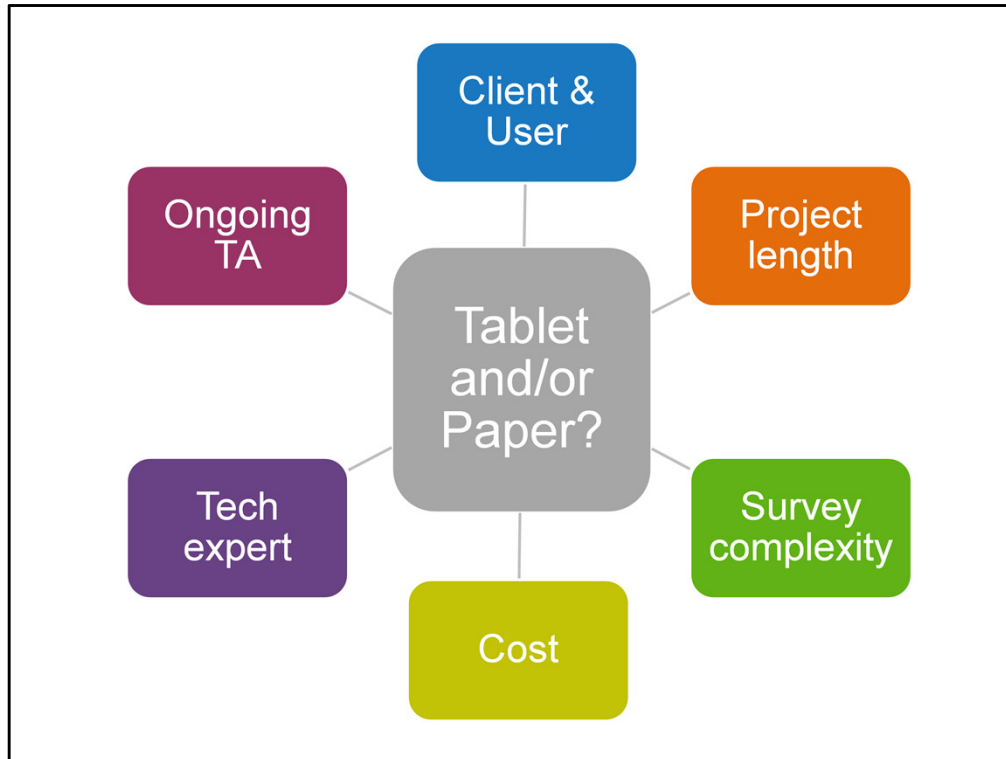 Client &
User
Ongoing
TA
Project
length
Tablet
and/or
Paper?
Tech
expert
Survey
complexity
Cost